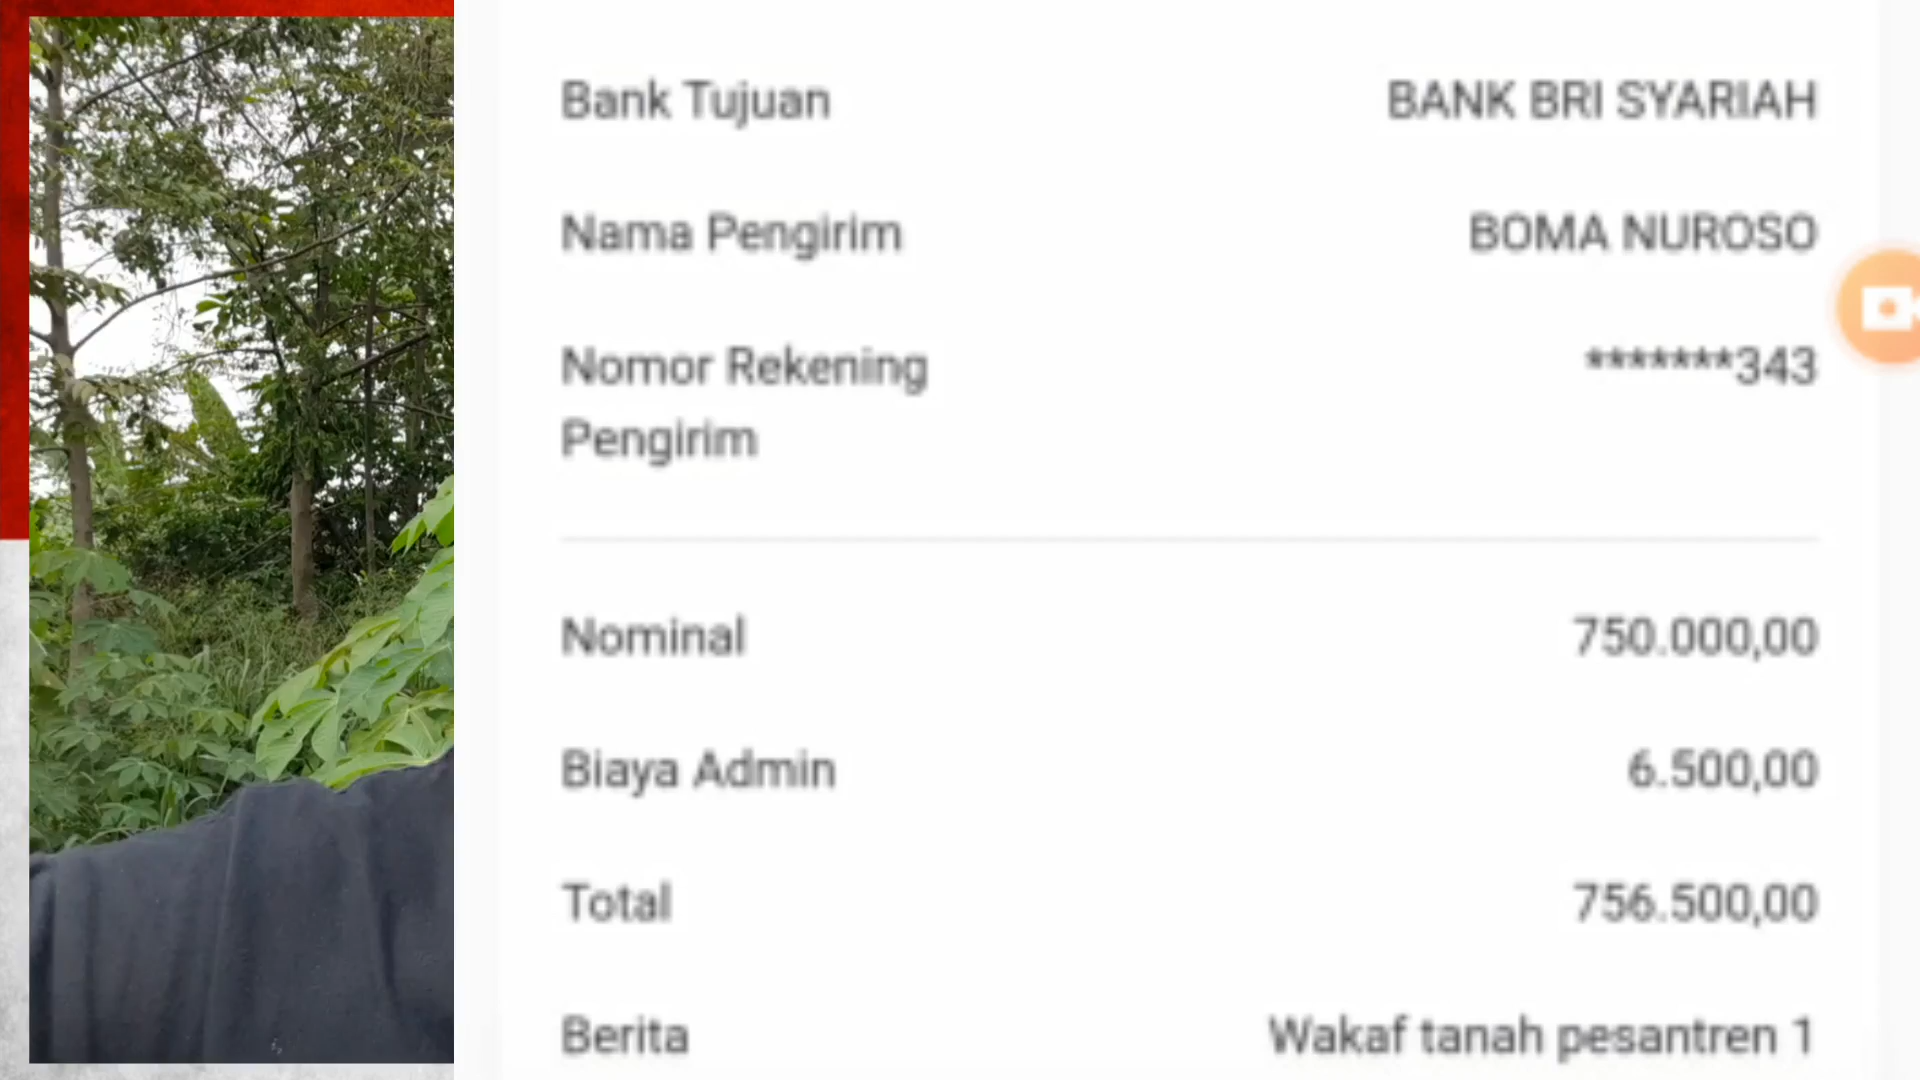 Bank Tujuan BANK BRI SYARIAH
Nama Pengirim BOMA NUROSO
Nomor Rekening *******343
Pengirim
Nominal 750.000,00
Biaya Admin 6.500,00
Total 756.500,00
Berita Wakaf tanah pesantren 1